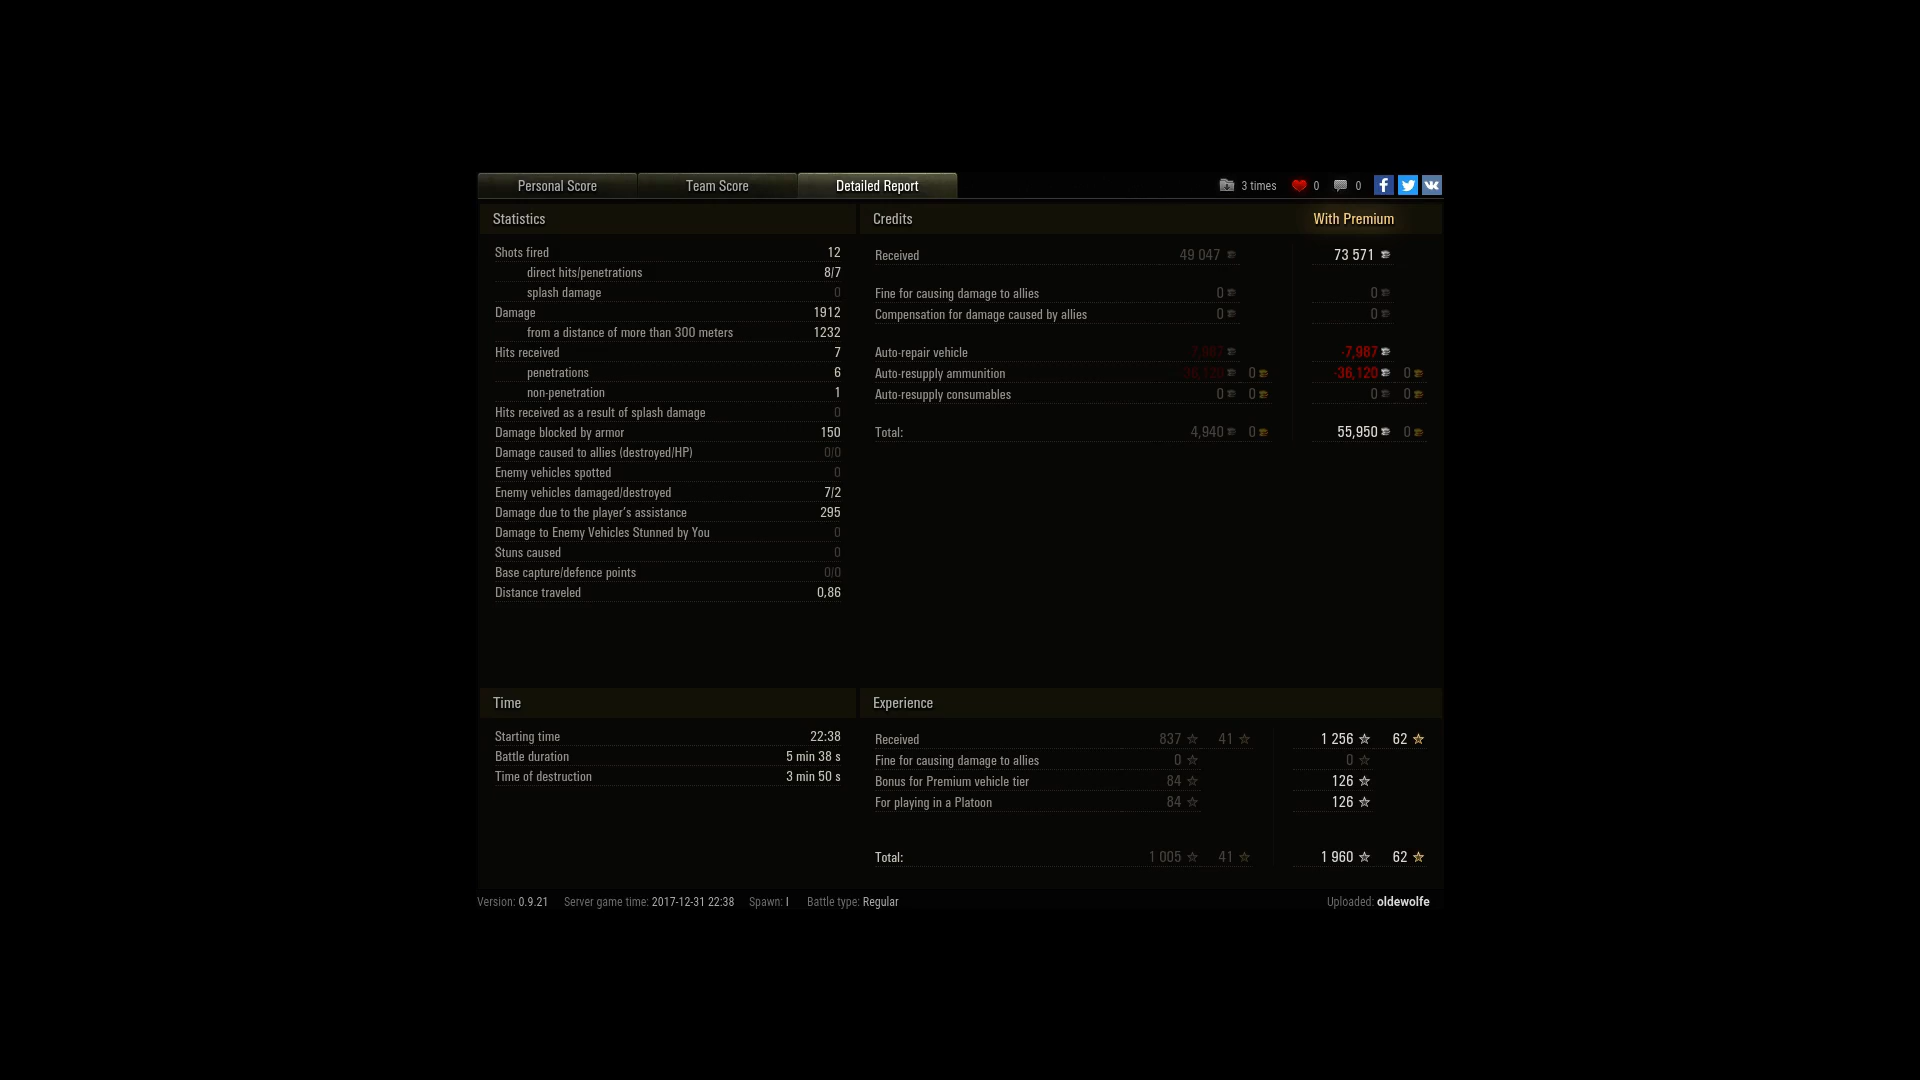 Personal Score Team Score Detailed Report 3 times 0 0
Statistics
Shots fired 12
direct hits/penetrations 8/7
splash damage 0
Damage 1912
from a distance of more than 300 meters 1232
Hits received 7
penetrations 6
non-penetration 1
Hits received as a result of splash damage 0
Damage blocked by armor 150
Damage caused to allies (destroyed/HP) 0/0
Enemy vehicles spotted 0
Enemy vehicles damaged/destroyed 7/2
Damage due to the player’s assistance 295
Damage to Enemy Vehicles Stunned by You 0
Stuns caused 0
Base capture/defence points 0/0
Distance traveled 0,86
Credits With Premium
Received 49 047 73 571
Fine for causing damage to allies 0 0
Compensation for damage caused by allies 0 0
Auto-repair vehicle -7,987 -7,987
Auto-resupply ammunition -36,120 0 -36,120 0
Auto-resupply consumables 0 0 0 0
Total: 4,940 0 55,950 0
Time
Starting time 22:38
Battle duration 5 min 38 s
Time of destruction 3 min 50 s
Experience
Received 837 41 1 256 62
Fine for causing damage to allies 0 0
Bonus for Premium vehicle tier 84 126
For playing in a Platoon 84 126
Total: 1 005 41 1 960 62
Version: 0.9.21 Server game time: 2017-12-31 22:38 Spawn: I Battle type: Regular Uploaded: oldewolfe